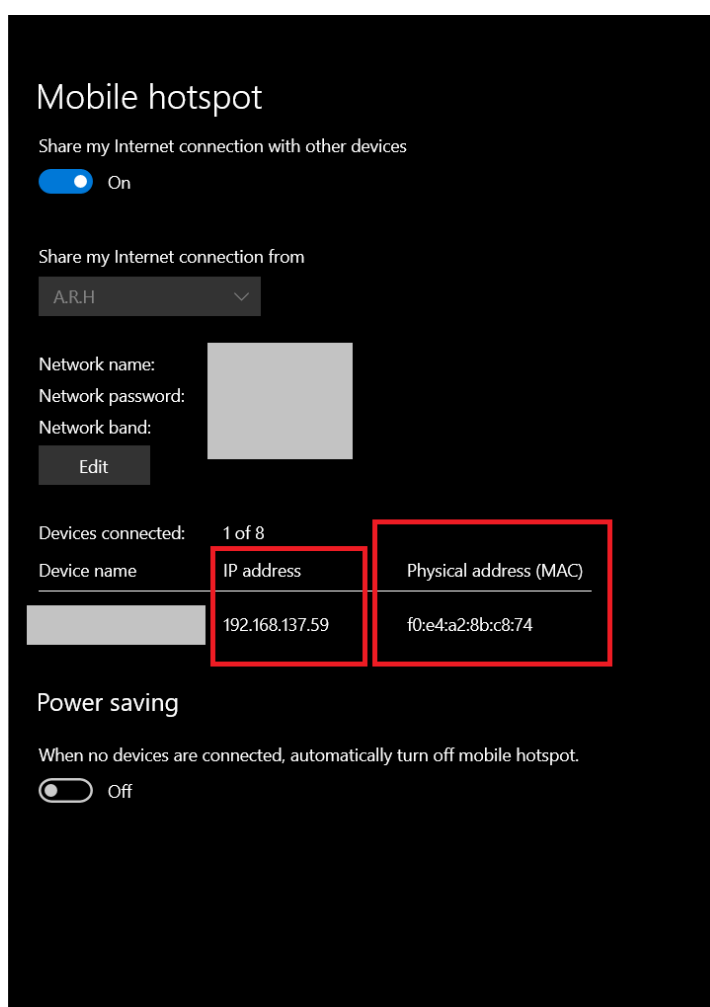 Mobile hotspot
Share my Internet connection with other devices
On
Share my Internet connection from
A.R.H
Network name:
Network password:
Network band:
Edit
Devices connected: 1 of 8
Device name IP address Physical address (MAC)
192.168.137.59 f0:e4:a2:8b:c8:74
Power saving
When no devices are connected, automatically turn off mobile hotspot.
Off